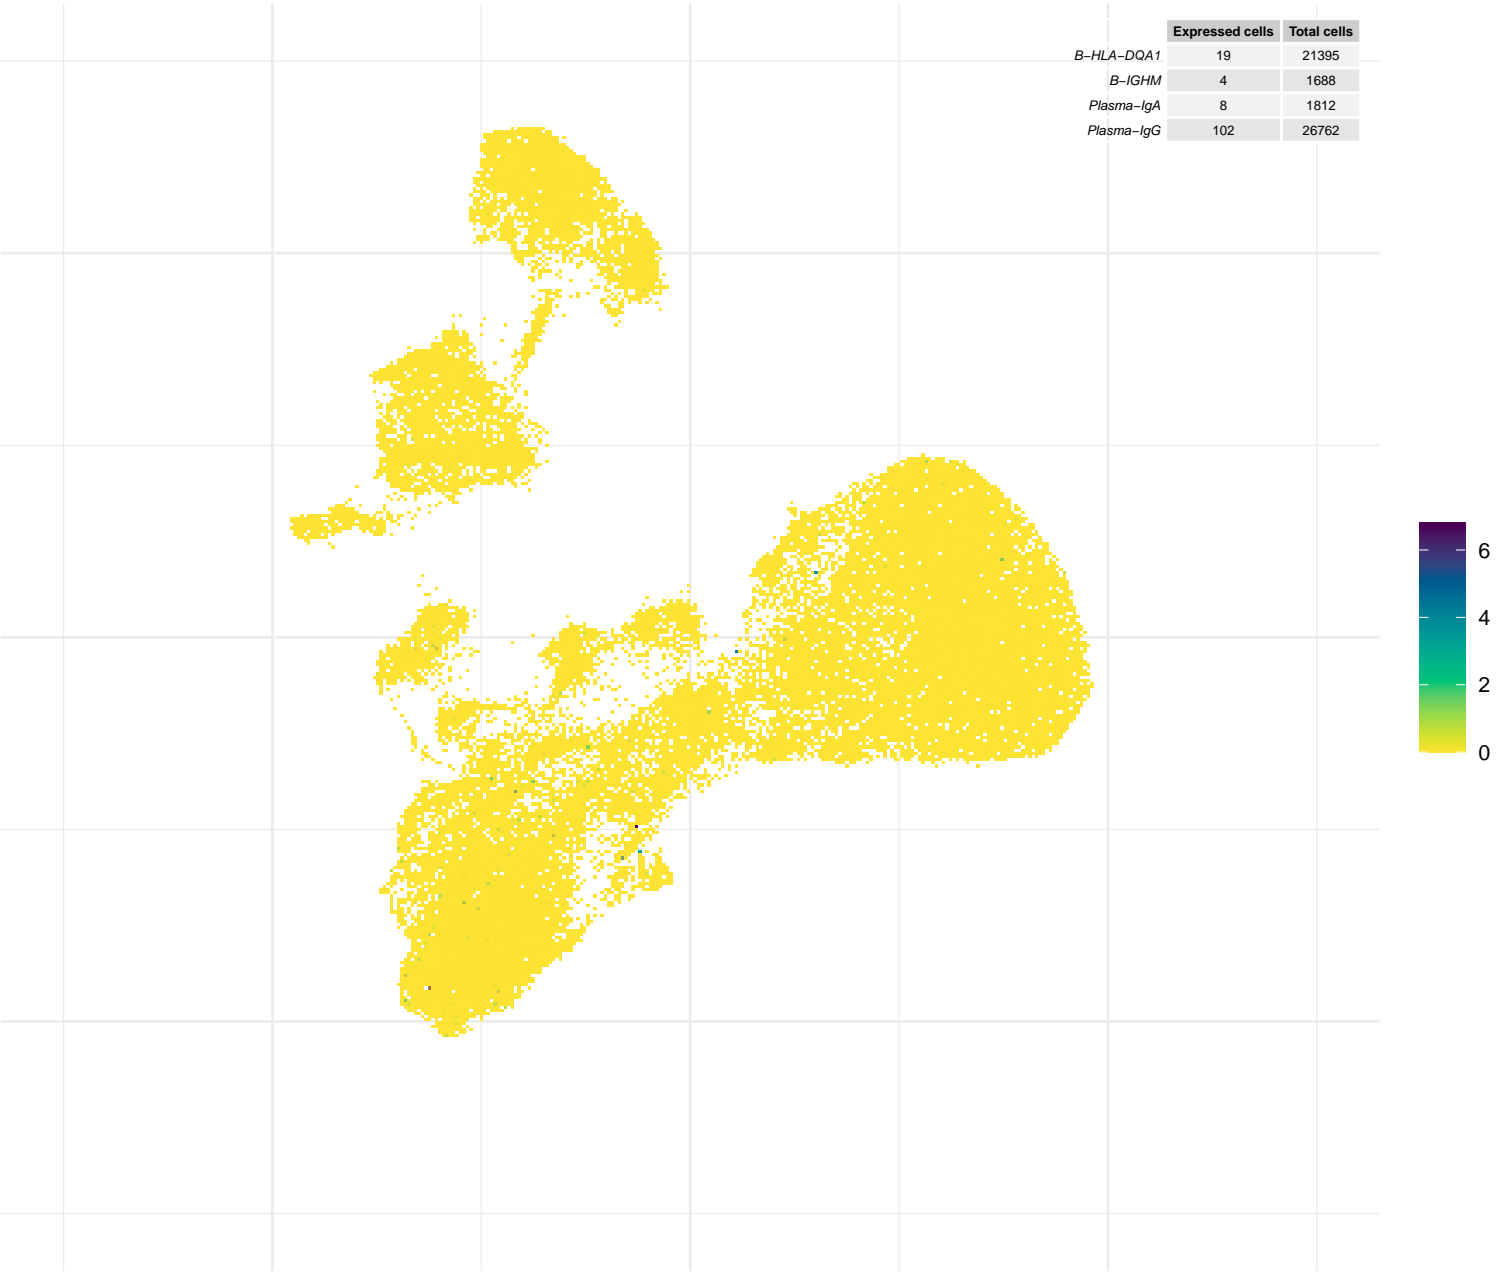 Expressed cells Total cells
B−HLA−DQA1 19 21395
B−IGHM 4 1688
Plasma−IgA 8 1812
Plasma−IgG 102 26762
6
4
2
0